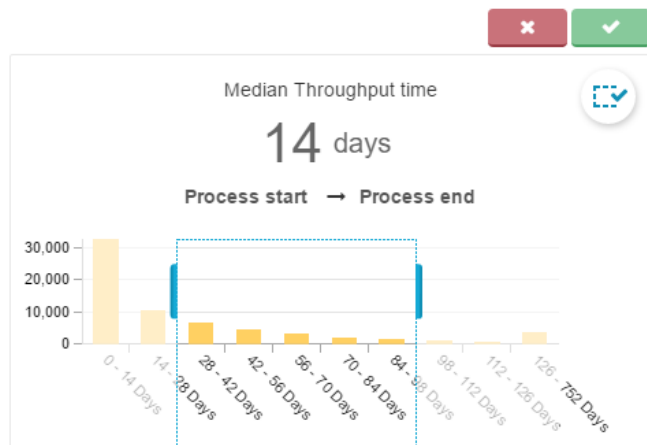 Median Throughput time
14 days
Process start → Process end
30,000
20,000
10,000
0
0 - 14 Days
14 - 28 Days
28 - 42 Days
42 - 56 Days
56 - 70 Days
70 - 84 Days
84 - 98 Days
98 - 112 Days
112 - 126 Days
126 - 752 Days